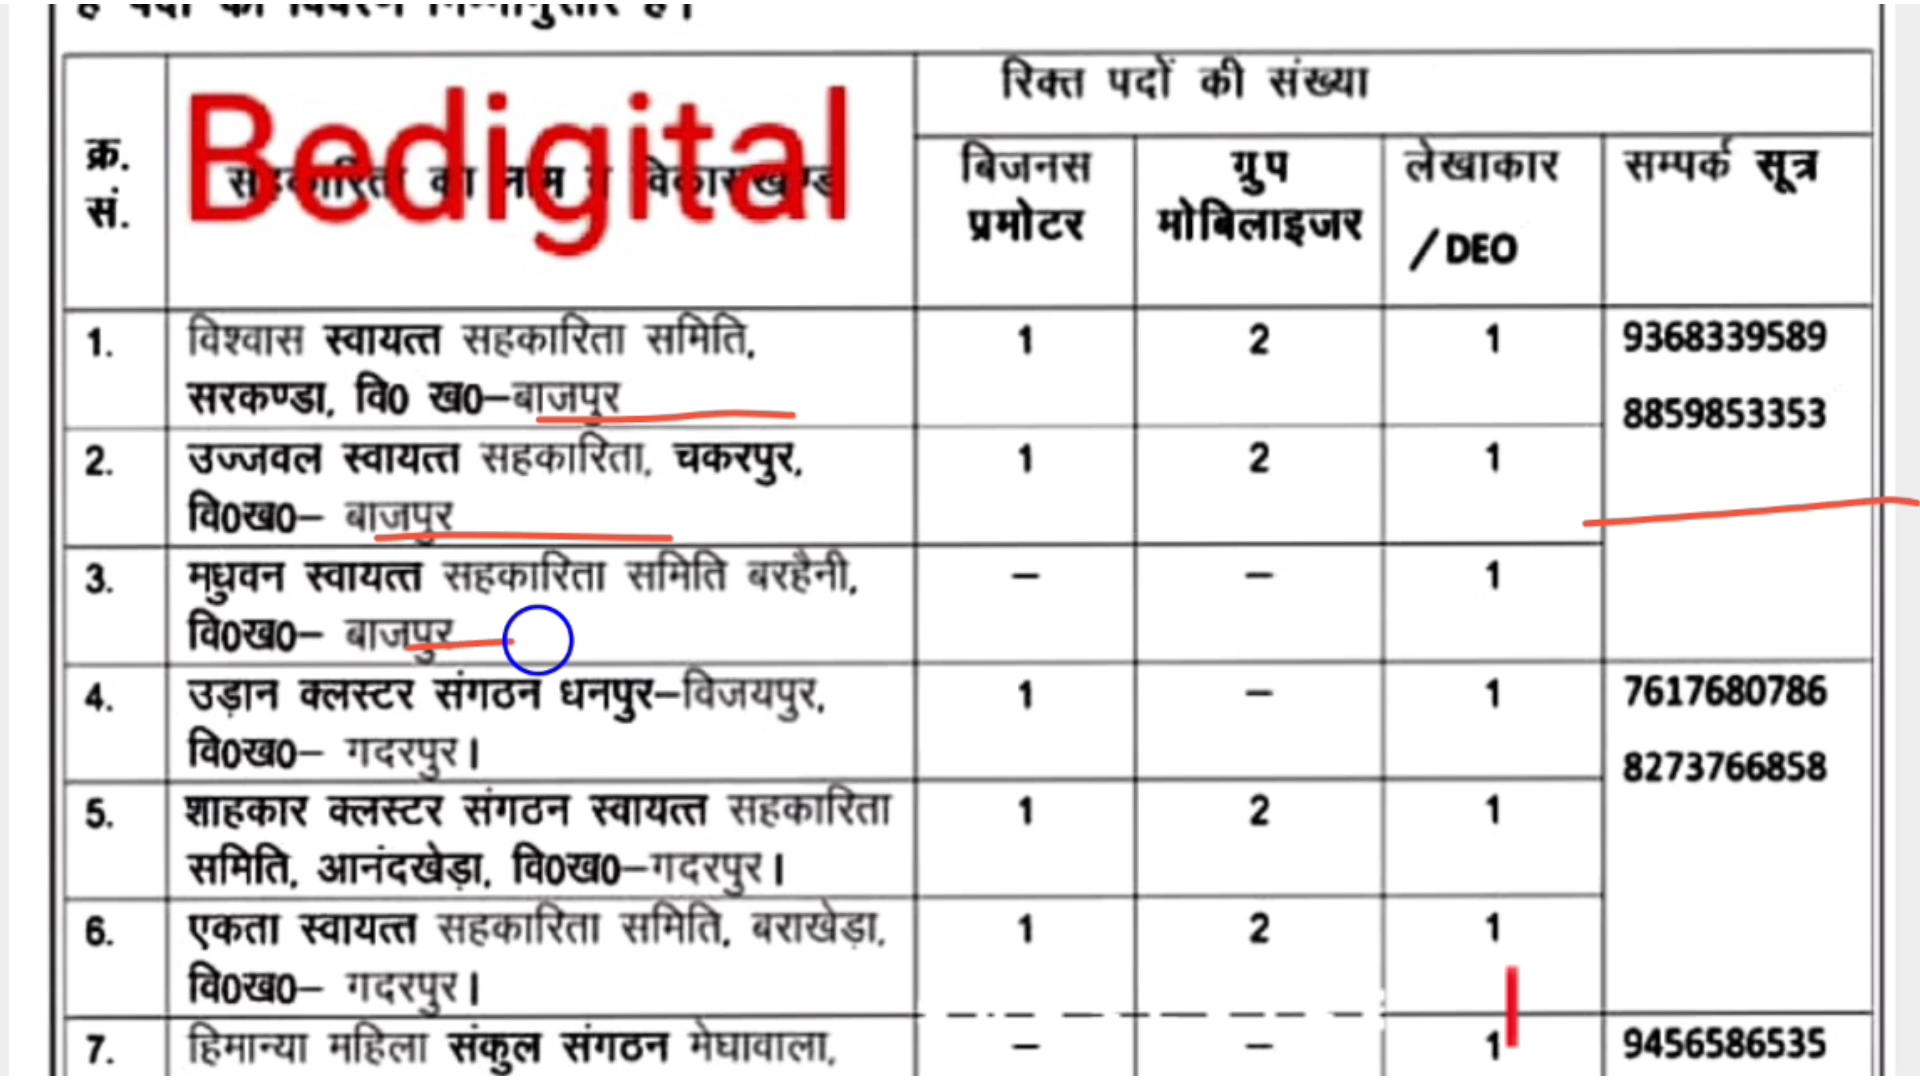 रिक्त पदों की संख्या
Bedigital
क्र.
सं.
सहकारिता का नाम व विकासखण्ड
बिजनस
प्रमोटर
ग्रुप
मोबिलाइजर
लेखाकार
/DEO
सम्पर्क सूत्र
1. विश्वास स्वायत्त सहकारिता समिति, 1 2 1 9368339589
सरकण्डा, वि0 ख0–बाजपुर 8859853353
2. उज्जवल स्वायत्त सहकारिता, चकरपुर, 1 2 1
वि0ख0– बाजपुर
3. मधुवन स्वायत्त सहकारिता समिति बरहैनी, – – 1
वि0ख0– बाजपुर
4. उड़ान क्लस्टर संगठन धनपुर–विजयपुर, 1 – 1 7617680786
वि0ख0– गदरपुर। 8273766858
5. शाहकार क्लस्टर संगठन स्वायत्त सहकारिता 1 2 1
समिति, आनंदखेड़ा, वि0ख0–गदरपुर।
6. एकता स्वायत्त सहकारिता समिति, बराखेड़ा, 1 2 1
वि0ख0– गदरपुर।
7. हिमान्या महिला संकुल संगठन मेघावाला, – – 1 9456586535